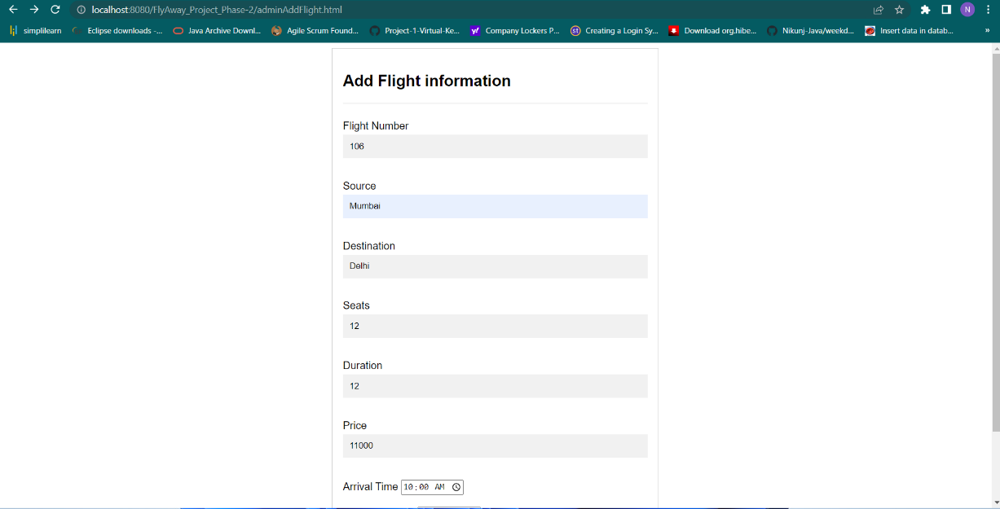 localhost:8080/FlyAway_Project_Phase-2/adminAddFlight.html
N
simplilearn
Eclipse downloads -...
Java Archive Downl...
Agile Scrum Found...
Project-1-Virtual-Ke...
y!
Company Lockers P...
st
Creating a Login Sy...
Download org.hibe...
Nikunj-Java/weekd...
Insert data in datab...
»
Add Flight information
Flight Number
106
Source
Mumbai
Destination
Delhi
Seats
12
Duration
12
Price
11000
Arrival Time 10:00 AM